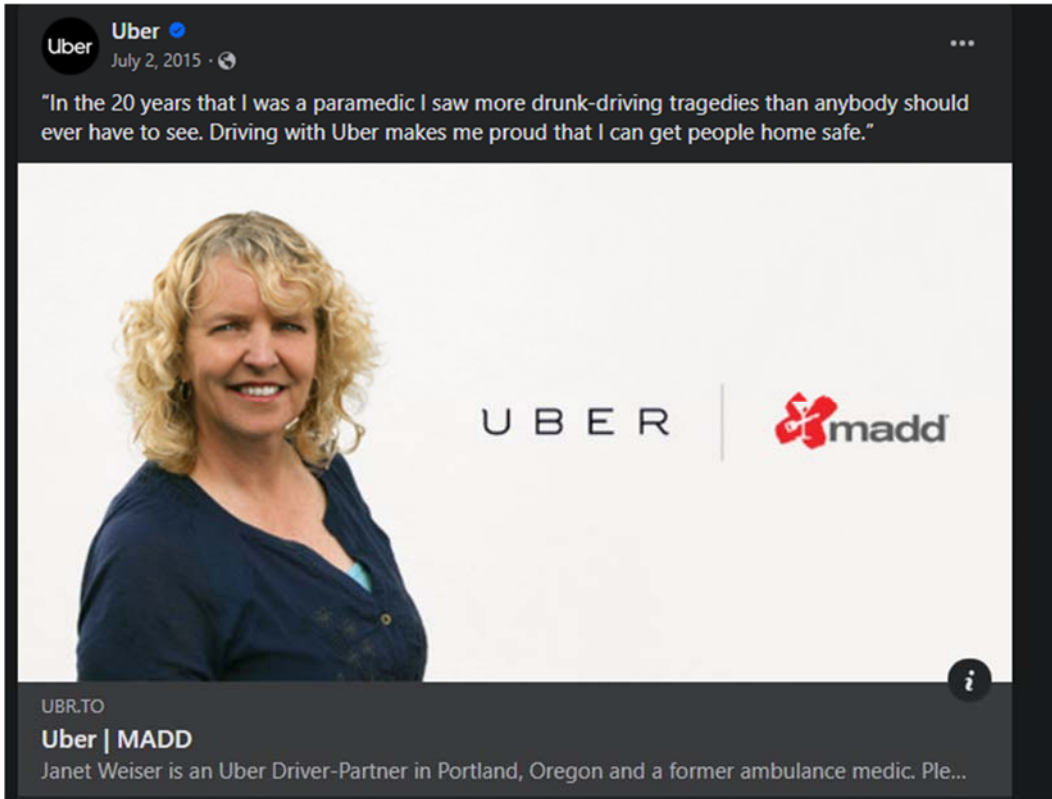 Uber
Uber
July 2, 2015 ·
“In the 20 years that I was a paramedic I saw more drunk-driving tragedies than anybody should
ever have to see. Driving with Uber makes me proud that I can get people home safe.”
UBER
madd
i
UBR.TO
Uber | MADD
Janet Weiser is an Uber Driver-Partner in Portland, Oregon and a former ambulance medic. Ple...